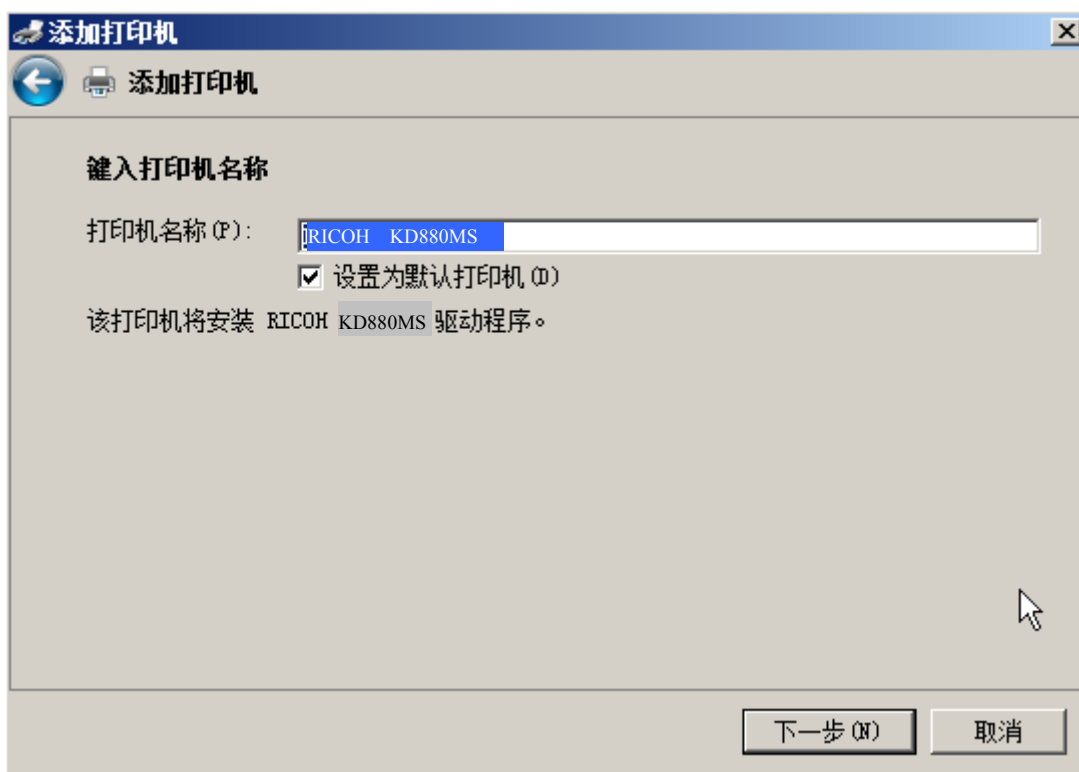 添加打印机
添加打印机
键入打印机名称
打印机名称(P):
RICOH KD880MS
设置为默认打印机(D)
该打印机将安装 RICOH KD880MS 驱动程序。
下一步(N)
取消